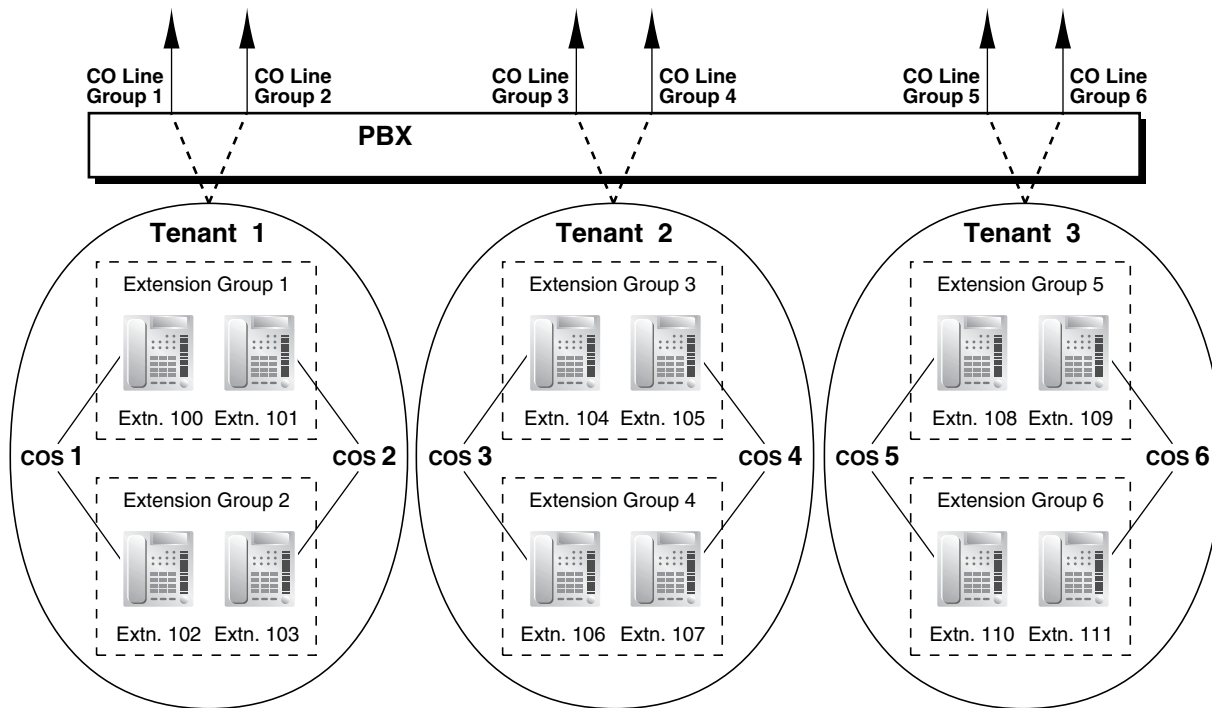 CO Line
Group 1
CO Line
Group 2
CO Line
Group 3
CO Line
Group 4
CO Line
Group 5
CO Line
Group 6
PBX
Tenant 1
Extension Group 1
Extn. 100 Extn. 101
COS 1
COS 2
Extension Group 2
Extn. 102 Extn. 103
Tenant 2
Extension Group 3
Extn. 104 Extn. 105
COS 3
COS 4
Extension Group 4
Extn. 106 Extn. 107
Tenant 3
Extension Group 5
Extn. 108 Extn. 109
COS 5
COS 6
Extension Group 6
Extn. 110 Extn. 111